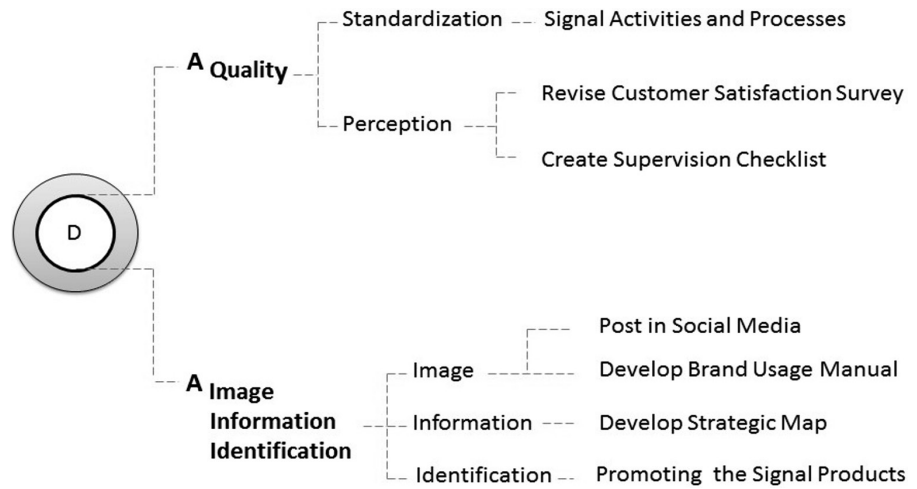 Standardization
Signal Activities and Processes
A Quality
Revise Customer Satisfaction Survey
Perception
Create Supervision Checklist
D
Post in Social Media
Image
Develop Brand Usage Manual
A Image
Information
Identification
Information
Develop Strategic Map
Identification
Promoting the Signal Products